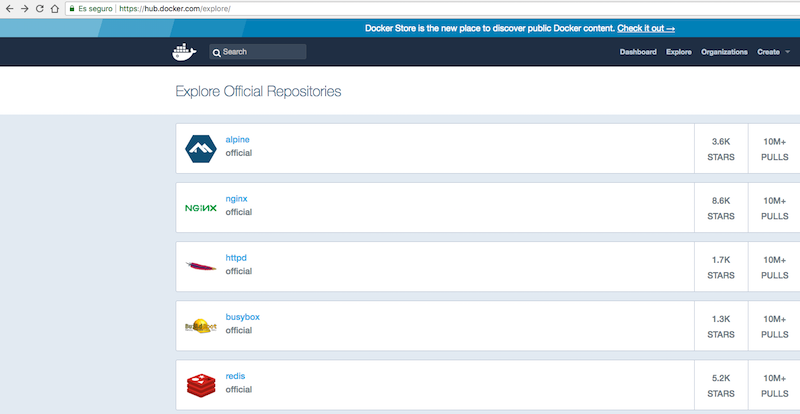 Es seguro https://hub.docker.com/explore/
Docker Store is the new place to discover public Docker content. Check it out →
Search Dashboard Explore Organizations Create
Explore Official Repositories
alpine
official
3.6K
STARS
10M+
PULLS
NGINX
nginx
official
8.6K
STARS
10M+
PULLS
httpd
official
1.7K
STARS
10M+
PULLS
busybox
official
1.3K
STARS
10M+
PULLS
redis
official
5.2K
STARS
10M+
PULLS